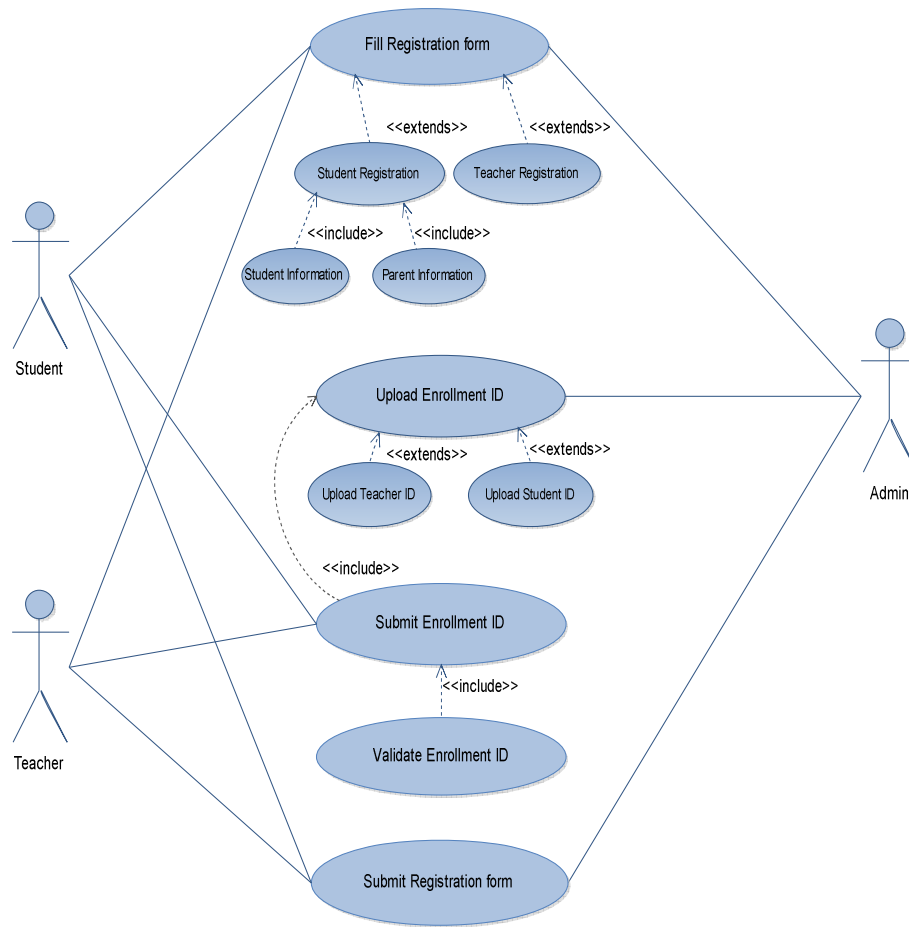 Fill Registration form
<<extends>>
<<extends>>
Student Registration
Teacher Registration
<<include>>
<<include>>
Student Information
Parent Information
Student
Upload Enrollment ID
<<extends>>
<<extends>>
Upload Teacher ID
Upload Student ID
Admin
<<include>>
Submit Enrollment ID
<<include>>
Validate Enrollment ID
Teacher
Submit Registration form